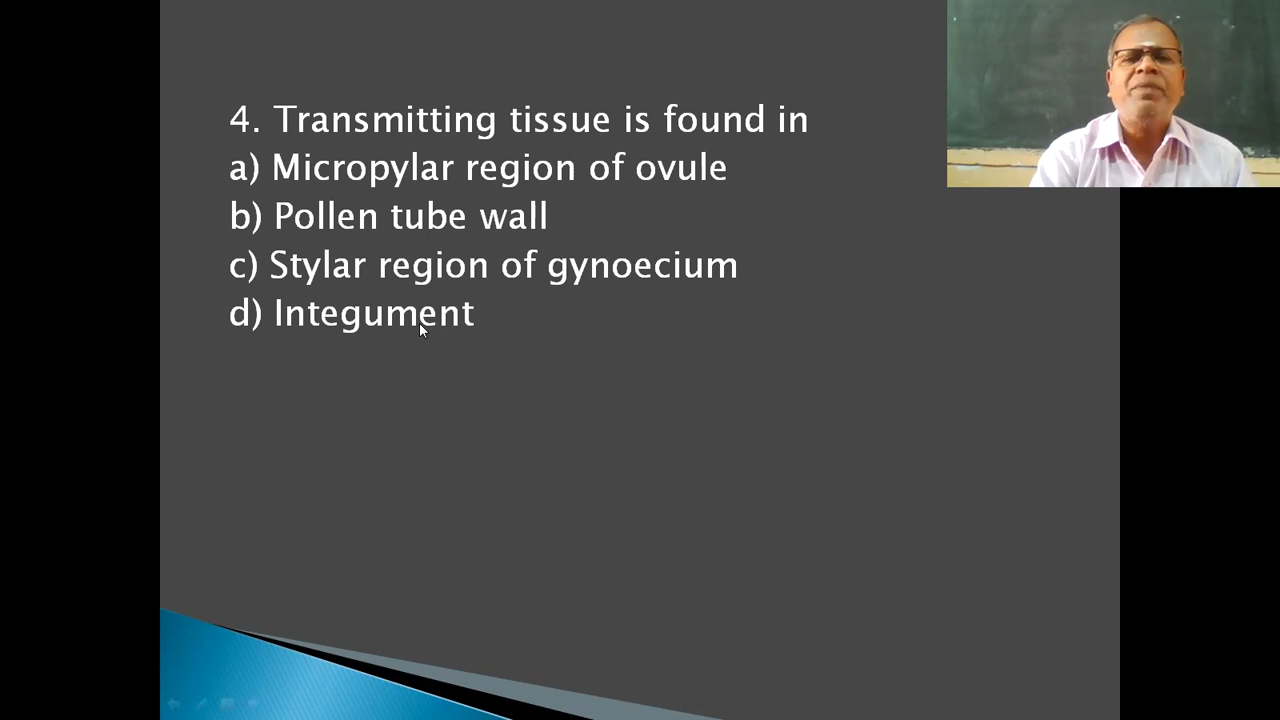 4. Transmitting tissue is found in
a) Micropylar region of ovule
b) Pollen tube wall
c) Stylar region of gynoecium
d) Integument